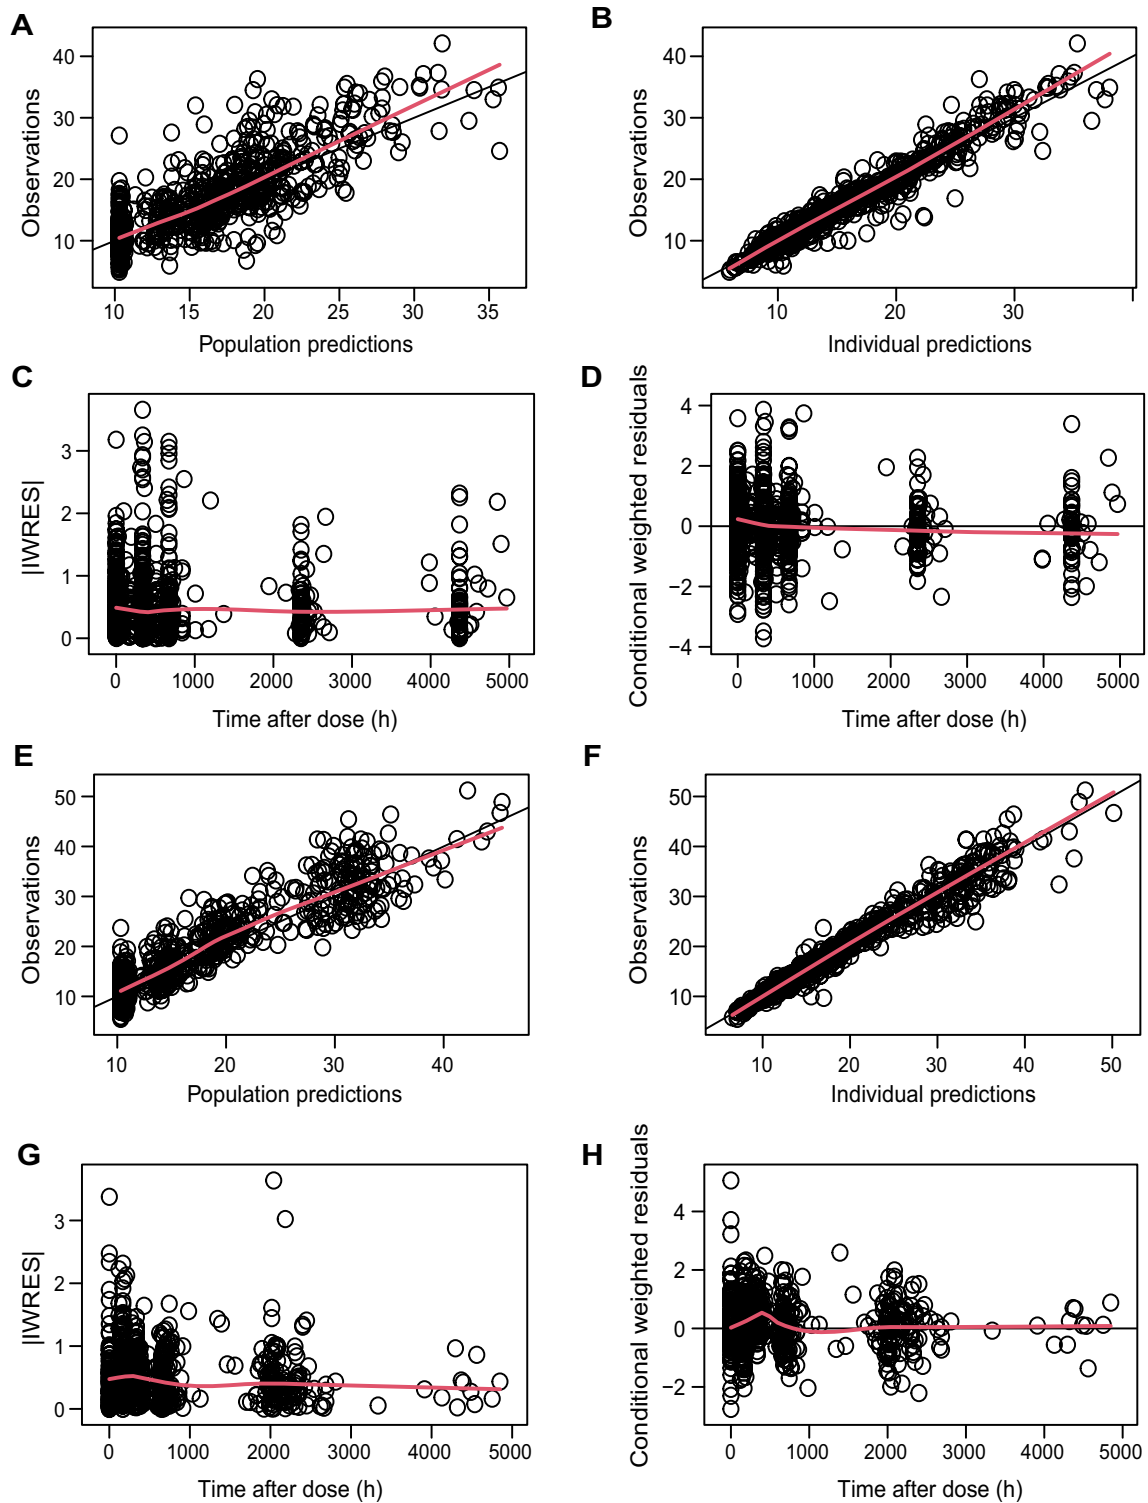 A
Observations
40
30
20
10
10 15 20 25 30 35
Population predictions
B
Observations
40
30
20
10
10 20 30
Individual predictions
C
|IWRES|
3
2
1
0
0 1000 2000 3000 4000 5000
Time after dose (h)
D
Conditional weighted residuals
4
2
0
−2
−4
0 1000 2000 3000 4000 5000
Time after dose (h)
E
Observations
50
40
30
20
10
10 20 30 40
Population predictions
F
Observations
50
40
30
20
10
10 20 30 40 50
Individual predictions
G
|IWRES|
3
2
1
0
0 1000 2000 3000 4000 5000
Time after dose (h)
H
Conditional weighted residuals
4
2
0
−2
0 1000 2000 3000 4000 5000
Time after dose (h)